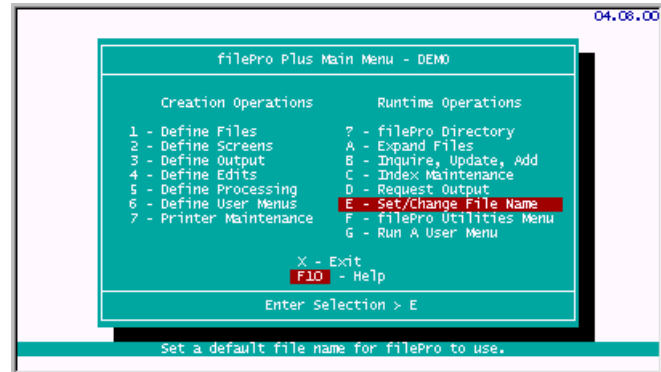 04.08.00
filePro Plus Main Menu - DEMO
Creation Operations Runtime Operations
1 - Define Files ? - filePro Directory
2 - Define Screens A - Expand Files
3 - Define Output B - Inquire, Update, Add
4 - Define Edits C - Index Maintenance
5 - Define Processing D - Request Output
6 - Define User Menus E - Set/Change File Name
7 - Printer Maintenance F - filePro Utilities Menu
G - Run A User Menu
X - Exit
F10 - Help
Enter Selection > E
Set a default file name for filePro to use.